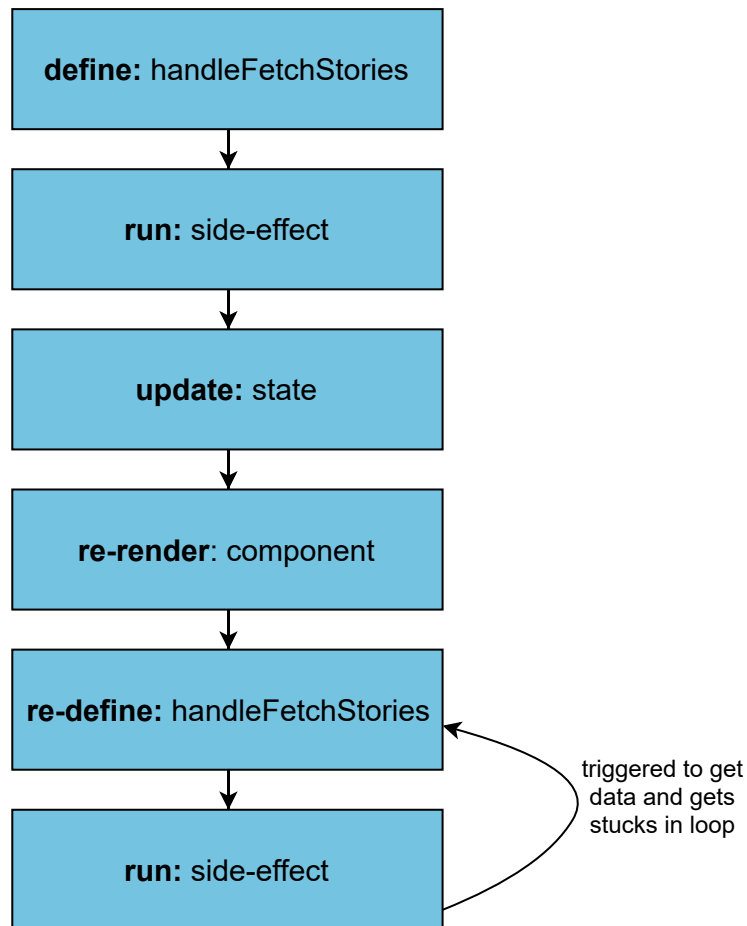 define: handleFetchStories
run: side-effect
update: state
re-render: component
re-define: handleFetchStories
triggered to get
data and gets
stucks in loop
run: side-effect